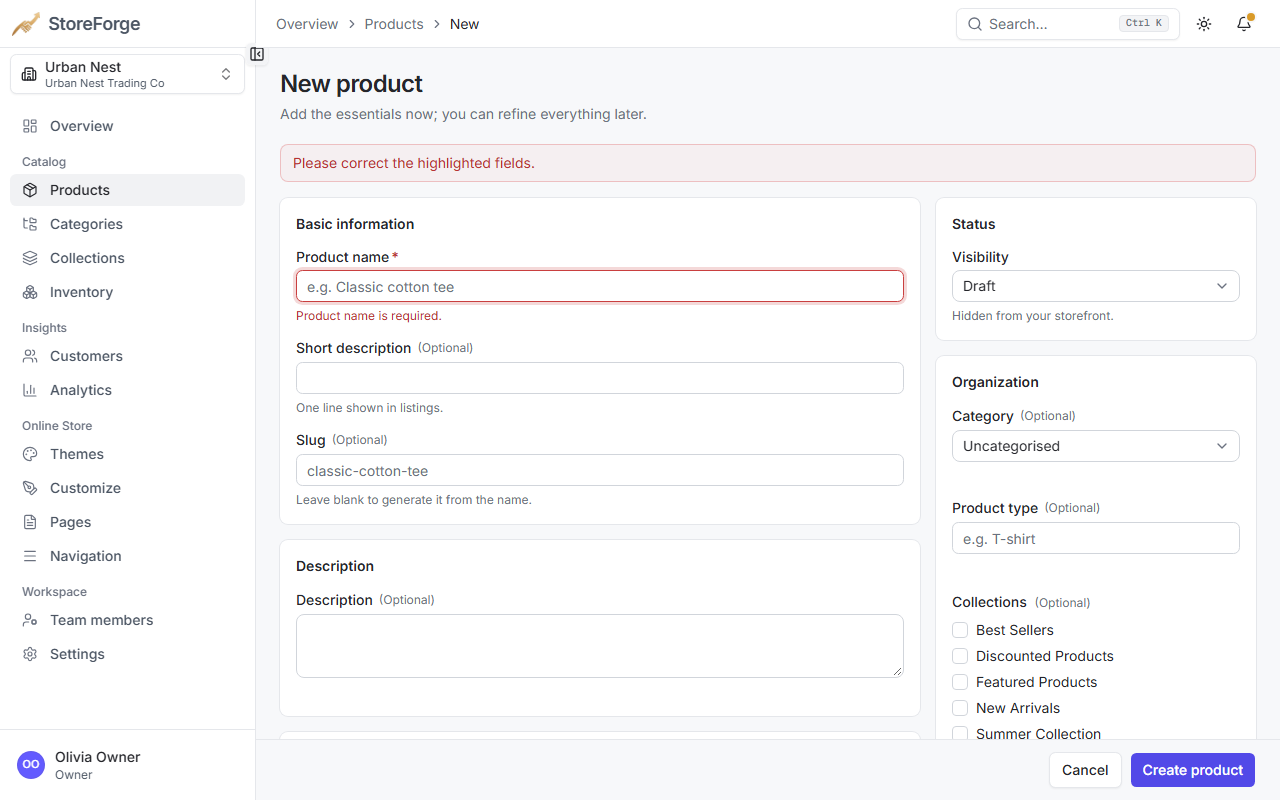 StoreForge
Urban Nest
Urban Nest Trading Co
Overview
Catalog
Products
Categories
Collections
Inventory
Insights
Customers
Analytics
Online Store
Themes
Customize
Pages
Navigation
Workspace
Team members
Settings
OO
Olivia Owner
Owner
Overview > Products > New
Search... Ctrl K
New product
Add the essentials now; you can refine everything later.
Please correct the highlighted fields.
Basic information
Product name *
e.g. Classic cotton tee
Product name is required.
Short description (Optional)
One line shown in listings.
Slug (Optional)
classic-cotton-tee
Leave blank to generate it from the name.
Description
Description (Optional)
Status
Visibility
Draft
Hidden from your storefront.
Organization
Category (Optional)
Uncategorised
Product type (Optional)
e.g. T-shirt
Collections (Optional)
Best Sellers
Discounted Products
Featured Products
New Arrivals
Summer Collection
Cancel
Create product